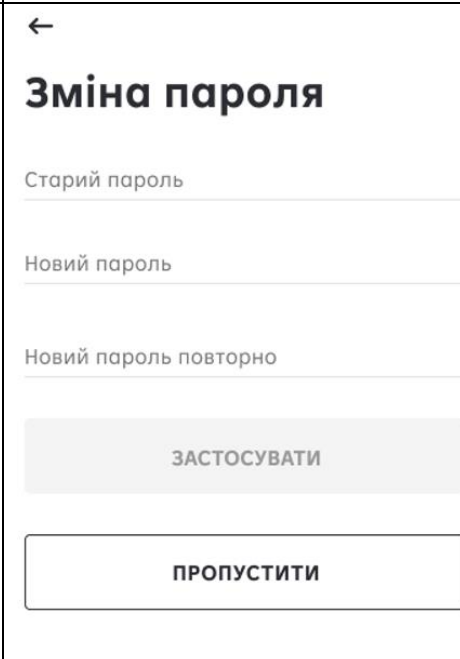 Зміна пароля
Старий пароль
Новий пароль
Новий пароль повторно
ЗАСТОСУВАТИ
ПРОПУСТИТИ